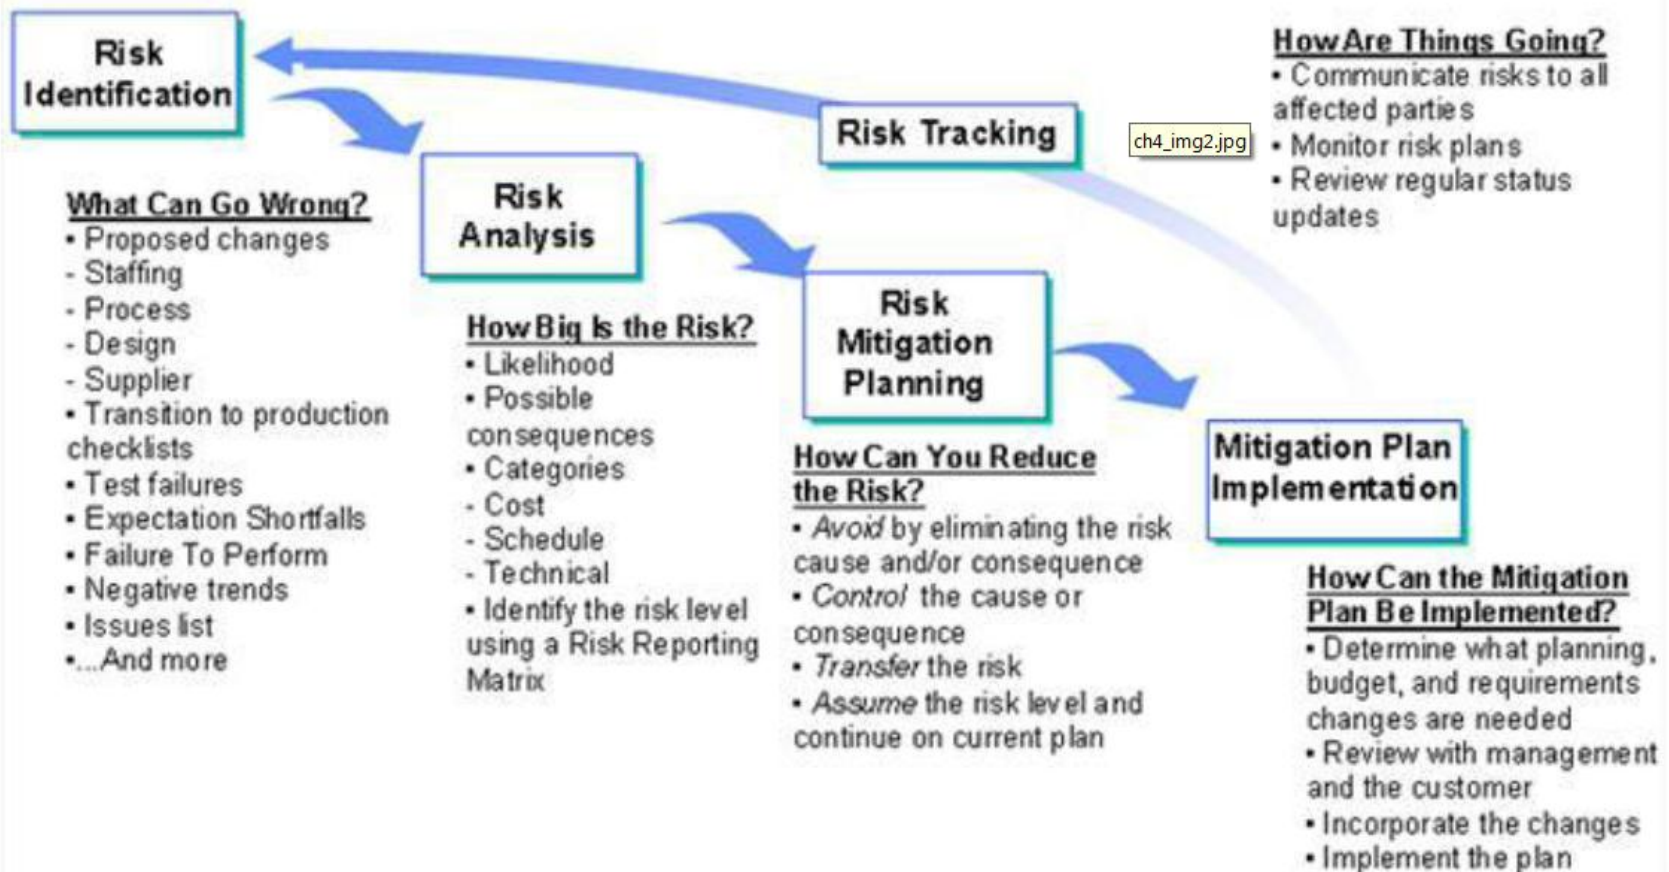 Risk
Identification
What Can Go Wrong?
• Proposed changes
- Staffing
- Process
- Design
- Supplier
• Transition to production
checklists
• Test failures
• Expectation Shortfalls
• Failure To Perform
• Negative trends
• Issues list
•...And more
Risk
Analysis
How Big Is the Risk?
• Likelihood
• Possible
consequences
• Categories
- Cost
- Schedule
- Technical
• Identify the risk level
using a Risk Reporting
Matrix
Risk
Mitigation
Planning
How Can You Reduce
the Risk?
• Avoid by eliminating the risk
cause and/or consequence
• Control the cause or
consequence
• Transfer the risk
• Assume the risk level and
continue on current plan
Mitigation Plan
Implementation
How Can the Mitigation
Plan Be Implemented?
• Determine what planning,
budget, and requirements
changes are needed
• Review with management
and the customer
• Incorporate the changes
• Implement the plan
Risk Tracking
ch4_img2.jpg
How Are Things Going?
• Communicate risks to all
affected parties
• Monitor risk plans
• Review regular status
updates